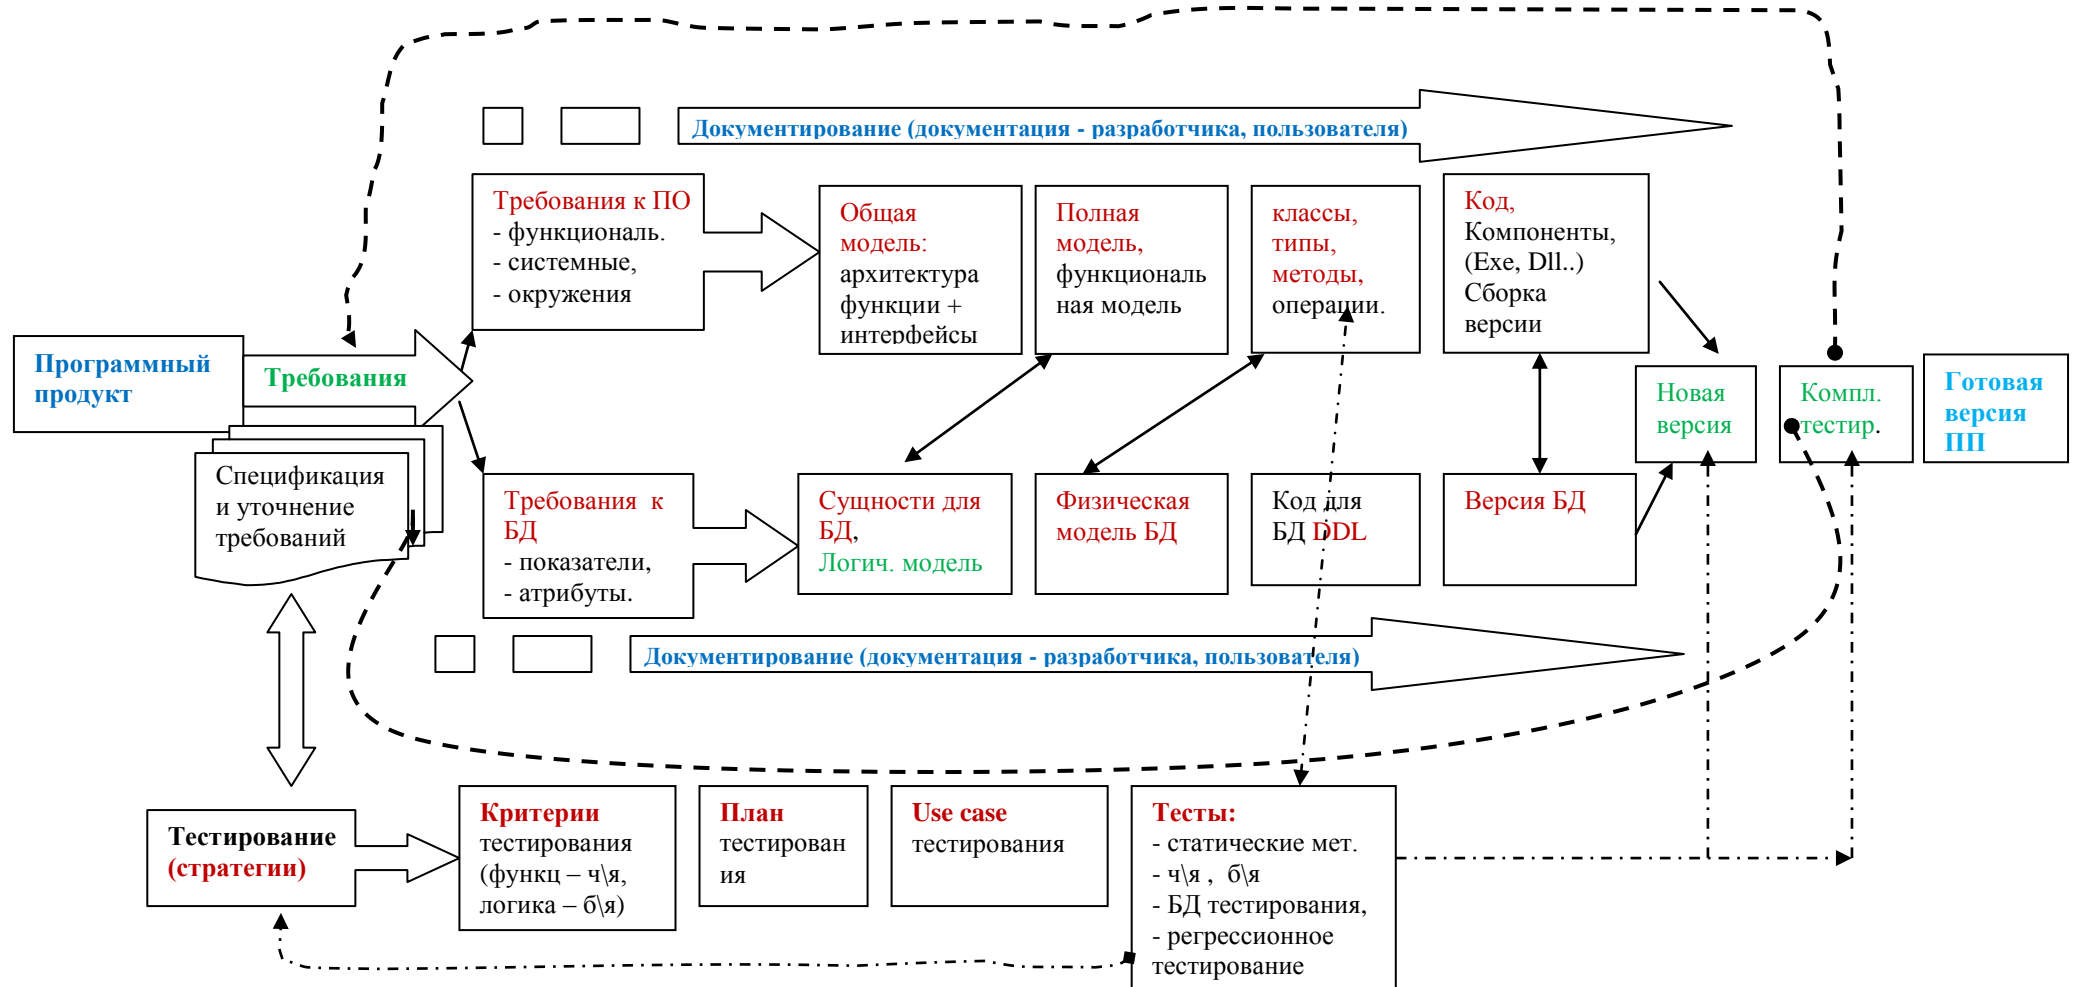 Документирование (документация - разработчика, пользователя)
Требования к ПО
- функциональ.
- системные,
- окружения
Общая
модель:
архитектура
функции +
интерфейсы
Полная
модель,
функциональ
ная модель
классы,
типы,
методы,
операции.
Код,
Компоненты,
(Exe, Dll..)
Сборка
версии
Программный
продукт
Требования
Новая
версия
Компл.
тестир.
Готовая
версия
ПП
Спецификация
и уточнение
требований
Требования к
БД
- показатели,
- атрибуты.
Сущности для
БД,
Логич. модель
Физическая
модель БД
Код для
БД DDL
Версия БД
Документирование (документация - разработчика, пользователя)
Тестирование
(стратегии)
Критерии
тестирования
(функц – ч\я,
логика – б\я)
План
тестирован
ия
Use case
тестирования
Тесты:
- статические мет.
- ч\я , б\я
- БД тестирования,
- регрессионное
тестирование